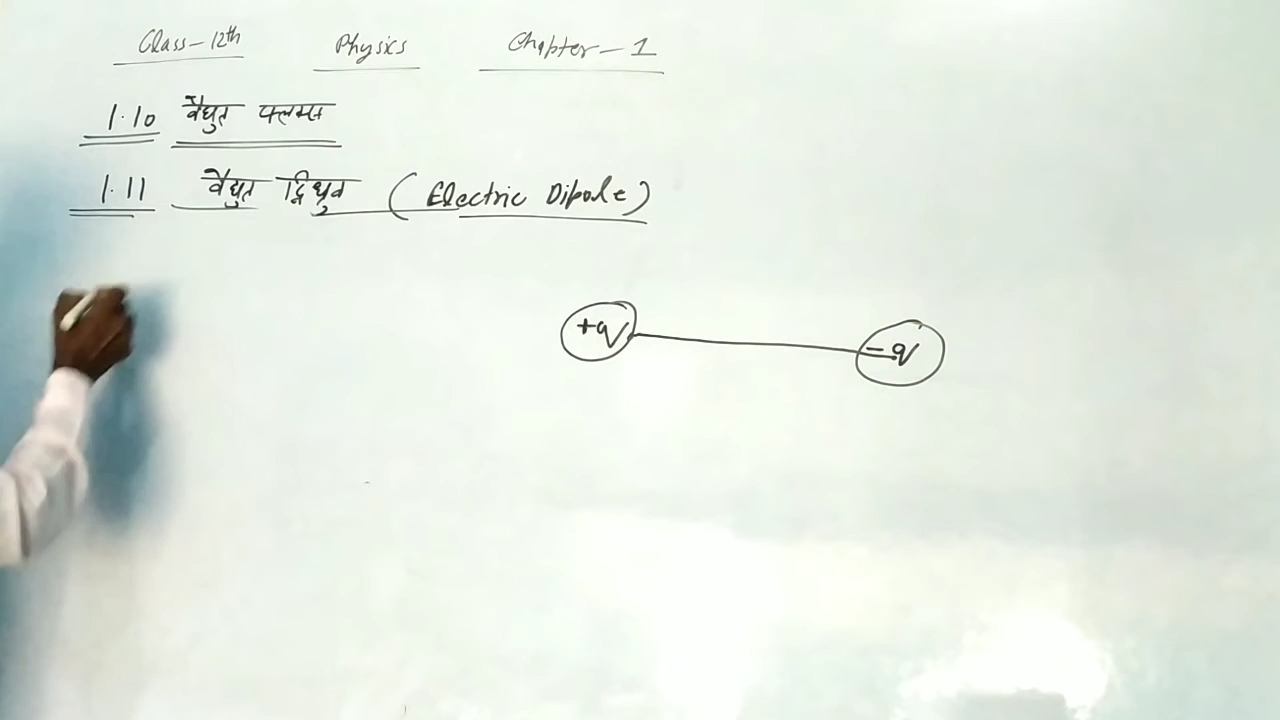 Class-12th Physics Chapter-1
1.10 वैद्युत फ्लक्स
1.11 वैद्युत द्विध्रुव (Electric Dipole)
+q -q